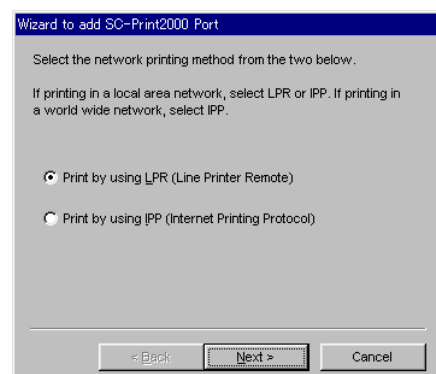 Wizard to add SC-Print2000 Port
Select the network printing method from the two below.
If printing in a local area network, select LPR or IPP. If printing in
a world wide network, select IPP.
Print by using LPR (Line Printer Remote)
Print by using IPP (Internet Printing Protocol)
< Back Next > Cancel